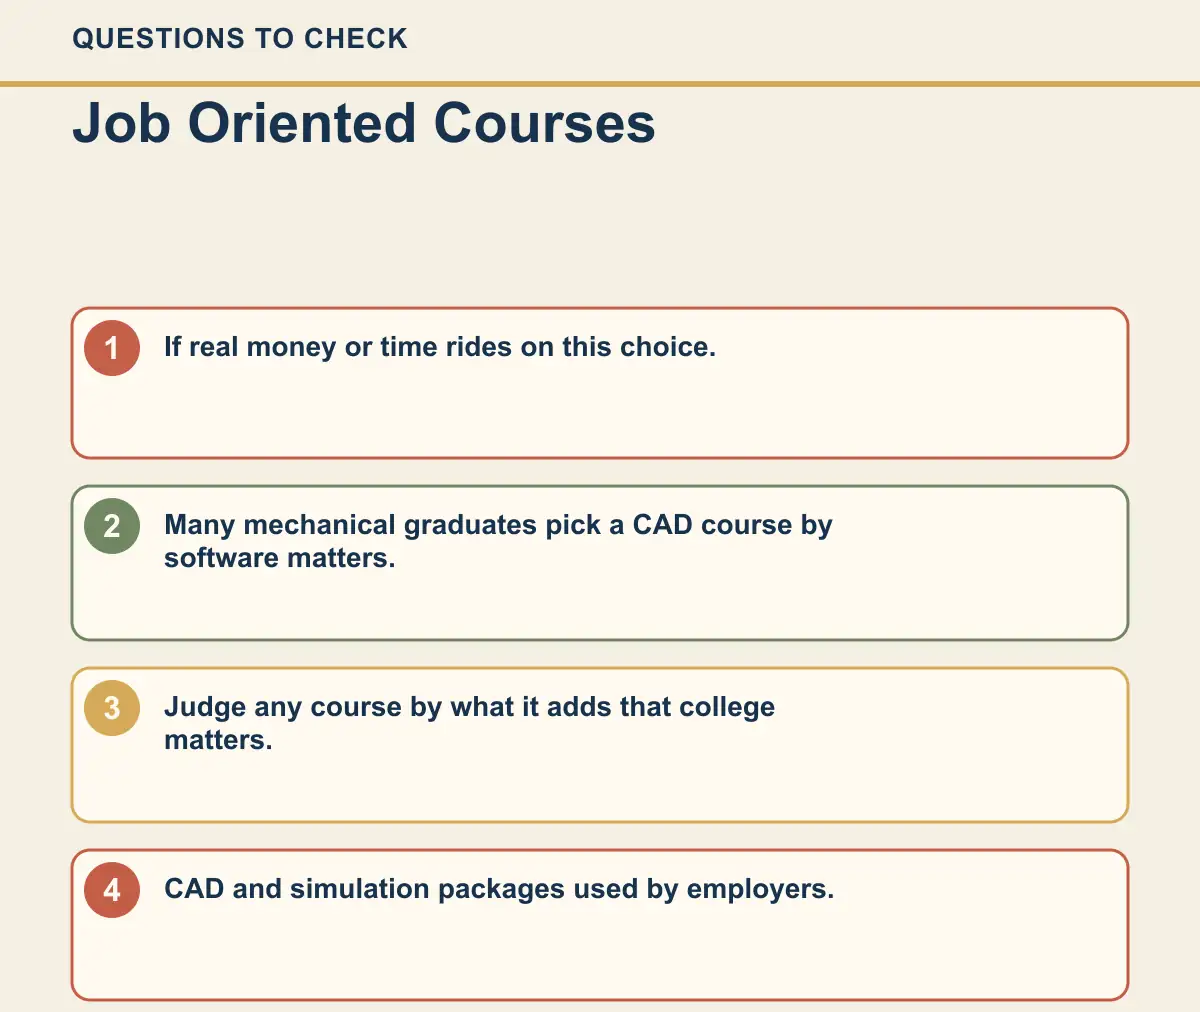 QUESTIONS TO CHECK
Job Oriented Courses
1 If real money or time rides on this choice.
2 Many mechanical graduates pick a CAD course by
software matters.
3 Judge any course by what it adds that college
matters.
4 CAD and simulation packages used by employers.